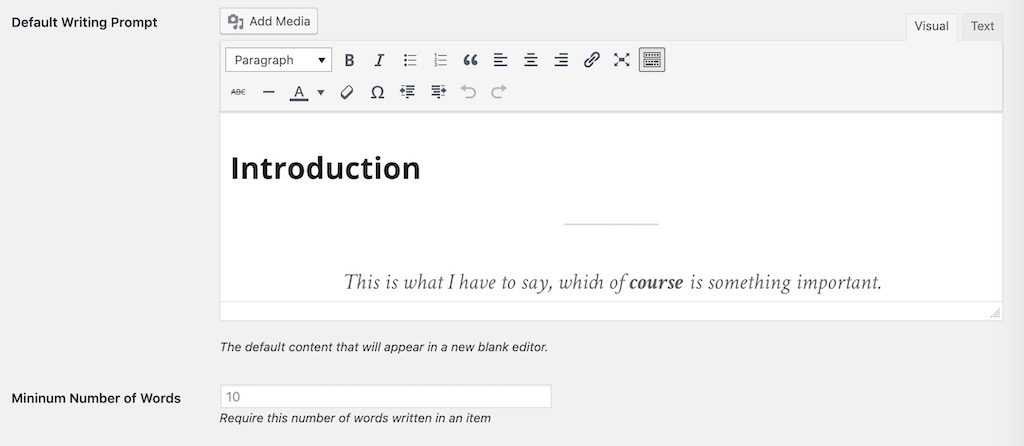 Default Writing Prompt
Add Media
Visual Text
Paragraph
B I
ABC A Ω
Introduction
This is what I have to say, which of course is something important.
The default content that will appear in a new blank editor.
Mininum Number of Words
10
Require this number of words written in an item